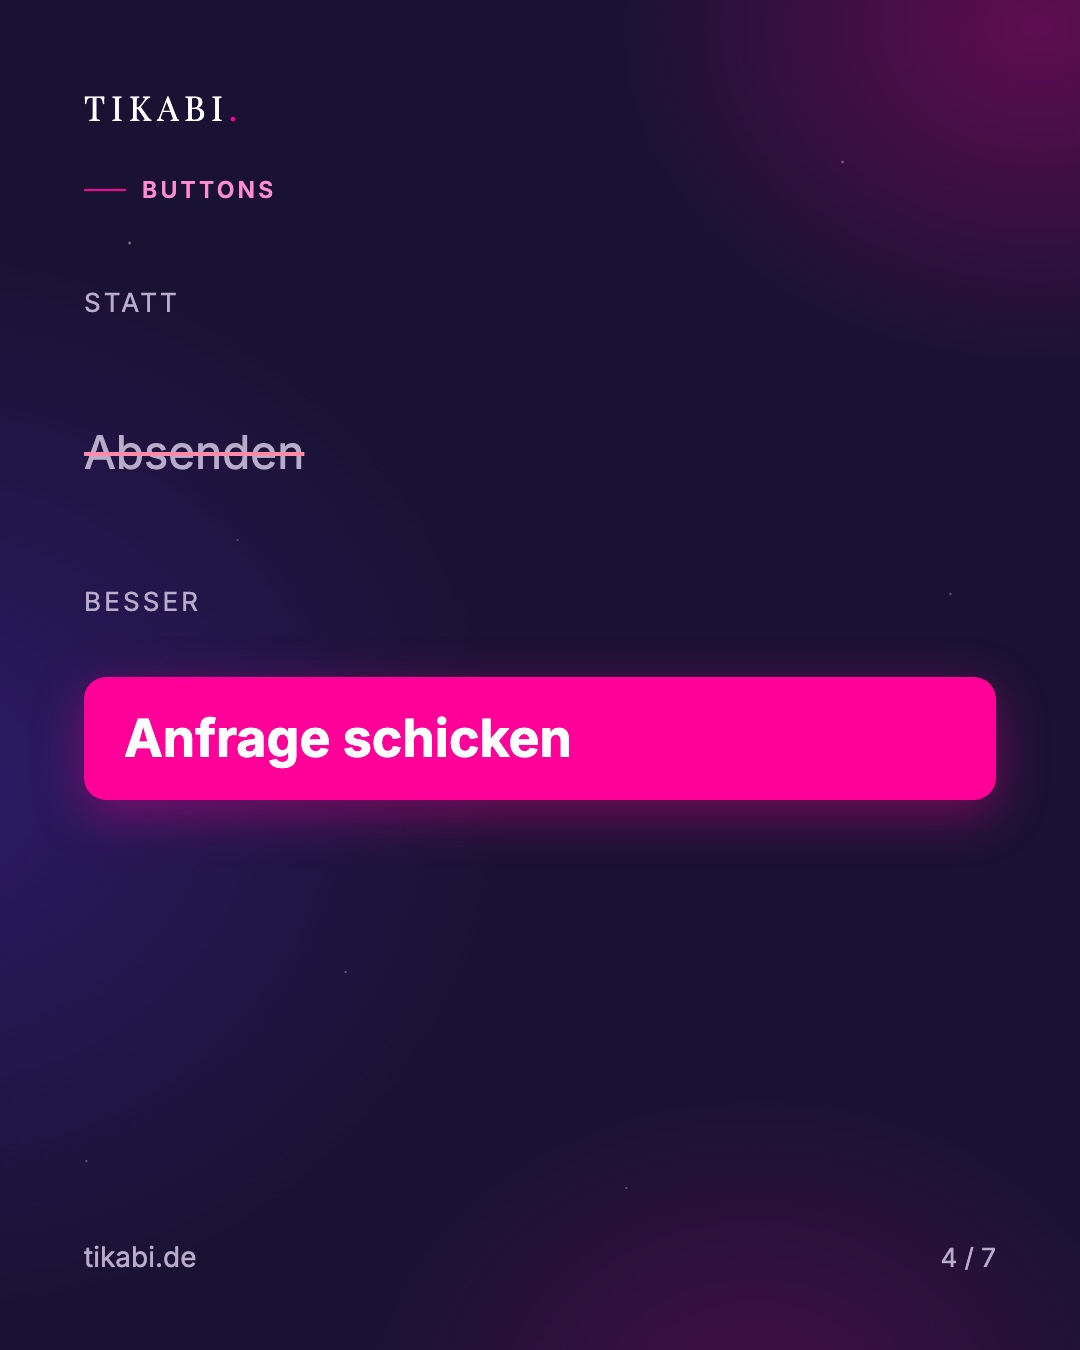 TIKABI.
BUTTONS
STATT
Absenden
BESSER
Anfrage schicken
tikabi.de
4 / 7